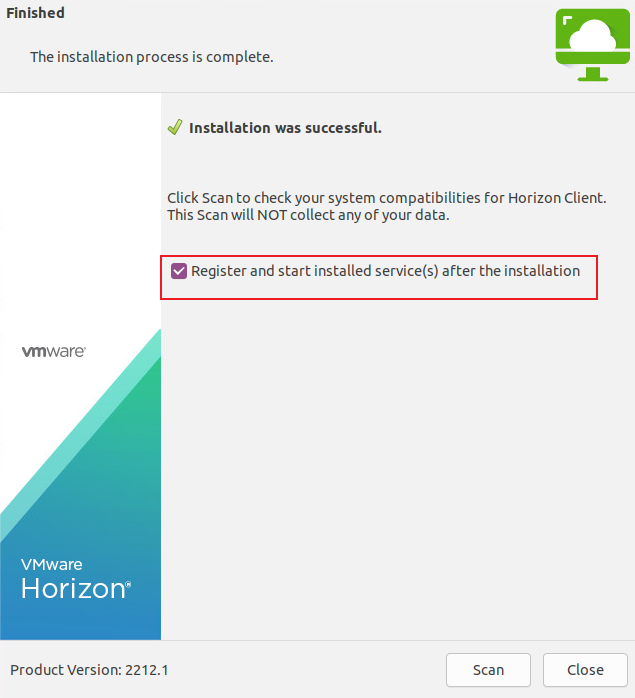 Finished
The installation process is complete.
Installation was successful.
Click Scan to check your system compatibilities for Horizon Client.
This Scan will NOT collect any of your data.
Register and start installed service(s) after the installation
vmware®
VMware
Horizon®
Product Version: 2212.1
Scan
Close